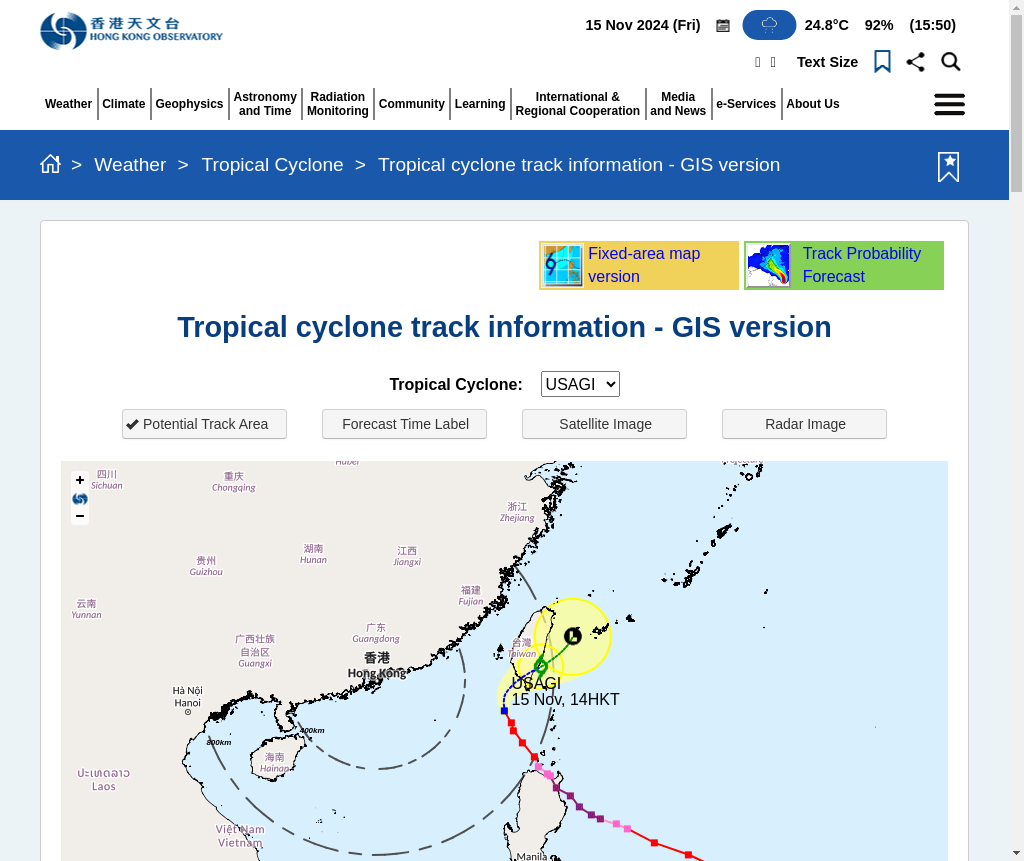 香港天文台
HONG KONG OBSERVATORY
15 Nov 2024 (Fri)
24.8°C 92% (15:50)
Text Size
Weather
Climate
Geophysics
Astronomy
and Time
Radiation
Monitoring
Community
Learning
International &
Regional Cooperation
Media
and News
e-Services
About Us
> Weather > Tropical Cyclone > Tropical cyclone track information - GIS version
Fixed-area map
version
Track Probability
Forecast
Tropical cyclone track information - GIS version
Tropical Cyclone: USAGI
Potential Track Area
Forecast Time Label
Satellite Image
Radar Image
+
−
Hubei
四川
Sichuan
重庆
Chongqing
浙江
Zhejiang
湖南
Hunan
江西
Jiangxi
贵州
Guizhou
福建
Fujian
云南
Yunnan
广东
Guangdong
广西壮族
自治区
Guangxi
台灣
Taiwan
香港
Hong Kong
USAGI
15 Nov, 14HKT
Hà Nội
Hanoi
400km
800km
海南
Hainan
ປະເທດລາວ
Laos
Việt Nam
Vietnam
Manila